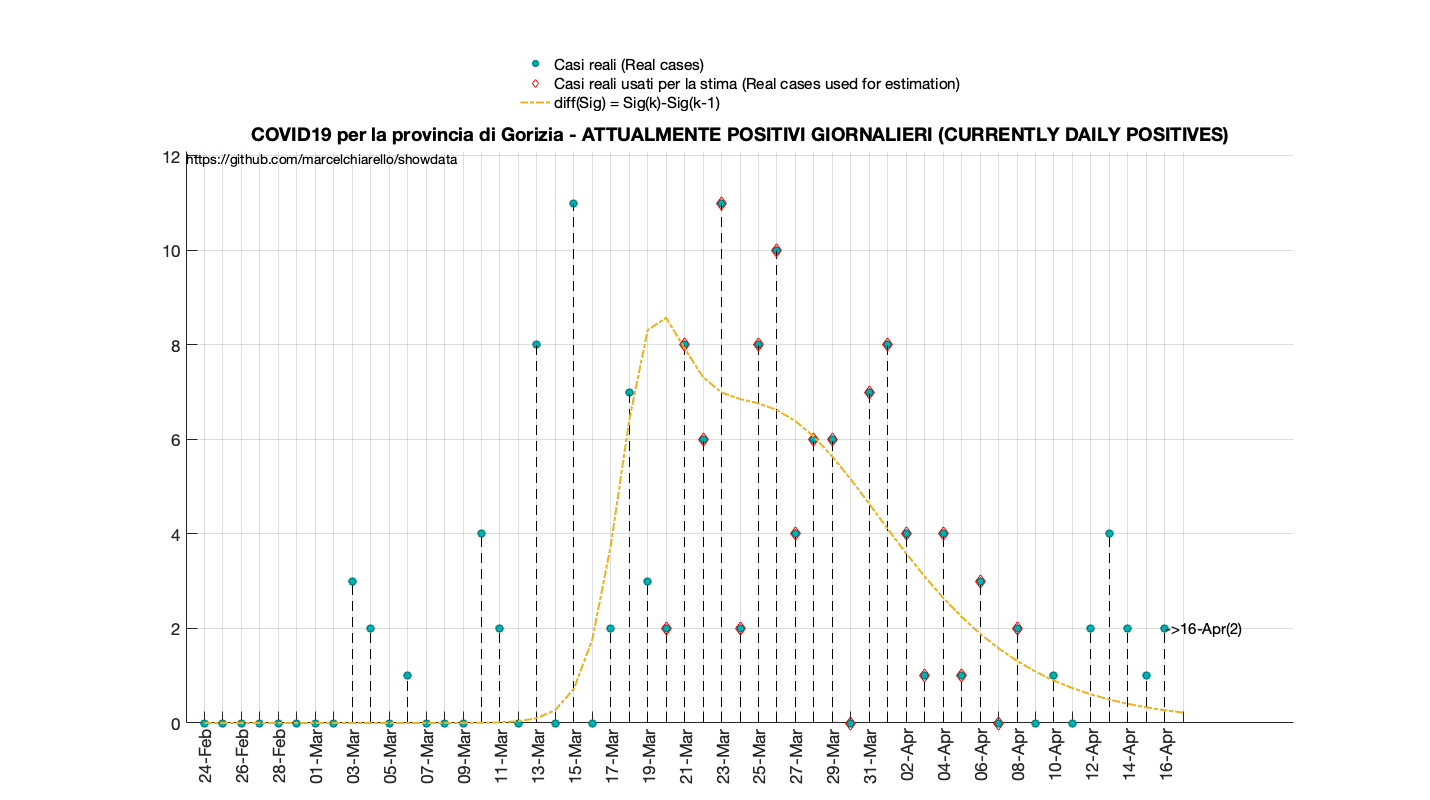 Casi reali (Real cases)
Casi reali usati per la stima (Real cases used for estimation)
diff(Sig) = Sig(k)-Sig(k-1)
COVID19 per la provincia di Gorizia - ATTUALMENTE POSITIVI GIORNALIERI (CURRENTLY DAILY POSITIVES)
https://github.com/marcelchiarello/showdata
12
10
8
6
4
2
0
->16-Apr(2)
24-Feb
26-Feb
28-Feb
01-Mar
03-Mar
05-Mar
07-Mar
09-Mar
11-Mar
13-Mar
15-Mar
17-Mar
19-Mar
21-Mar
23-Mar
25-Mar
27-Mar
29-Mar
31-Mar
02-Apr
04-Apr
06-Apr
08-Apr
10-Apr
12-Apr
14-Apr
16-Apr